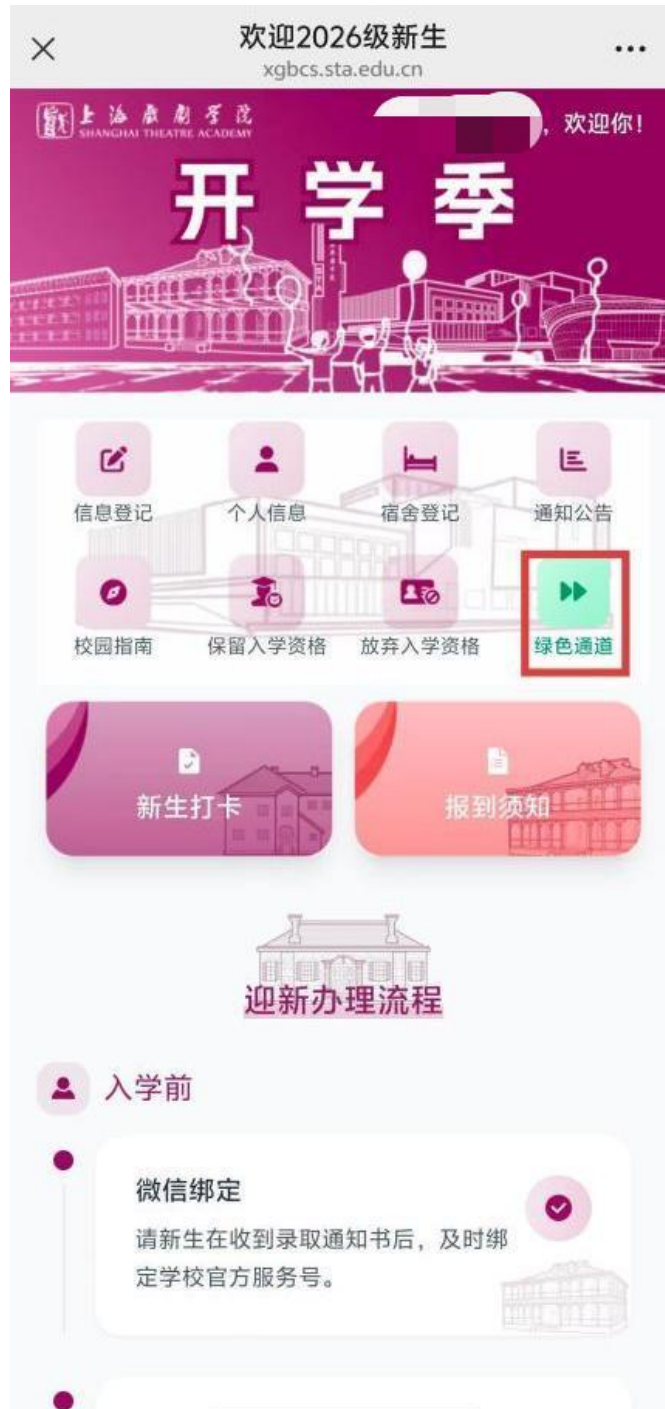 欢迎2026级新生
xgbcs.sta.edu.cn
上海戲劇学院
SHANGHAI THEATRE ACADEMY
，欢迎你!
开学季
信息登记
个人信息
宿舍登记
通知公告
校园指南
保留入学资格
放弃入学资格
绿色通道
新生打卡
报到须知
迎新办理流程
入学前
微信绑定
请新生在收到录取通知书后，及时绑
定学校官方服务号。